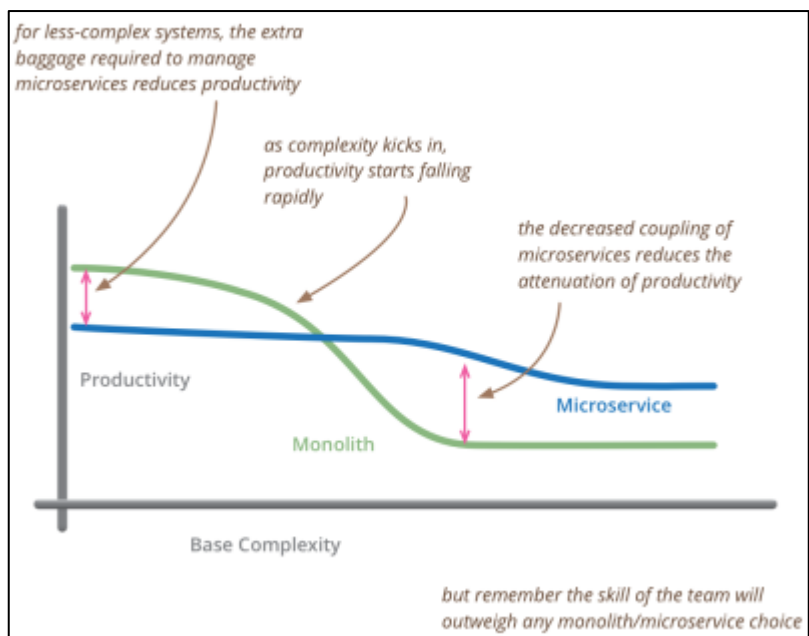 for less-complex systems, the extra
baggage required to manage
microservices reduces productivity
as complexity kicks in,
productivity starts falling
rapidly
the decreased coupling of
microservices reduces the
attenuation of productivity
Productivity
Microservice
Monolith
Base Complexity
but remember the skill of the team will
outweigh any monolith/microservice choice